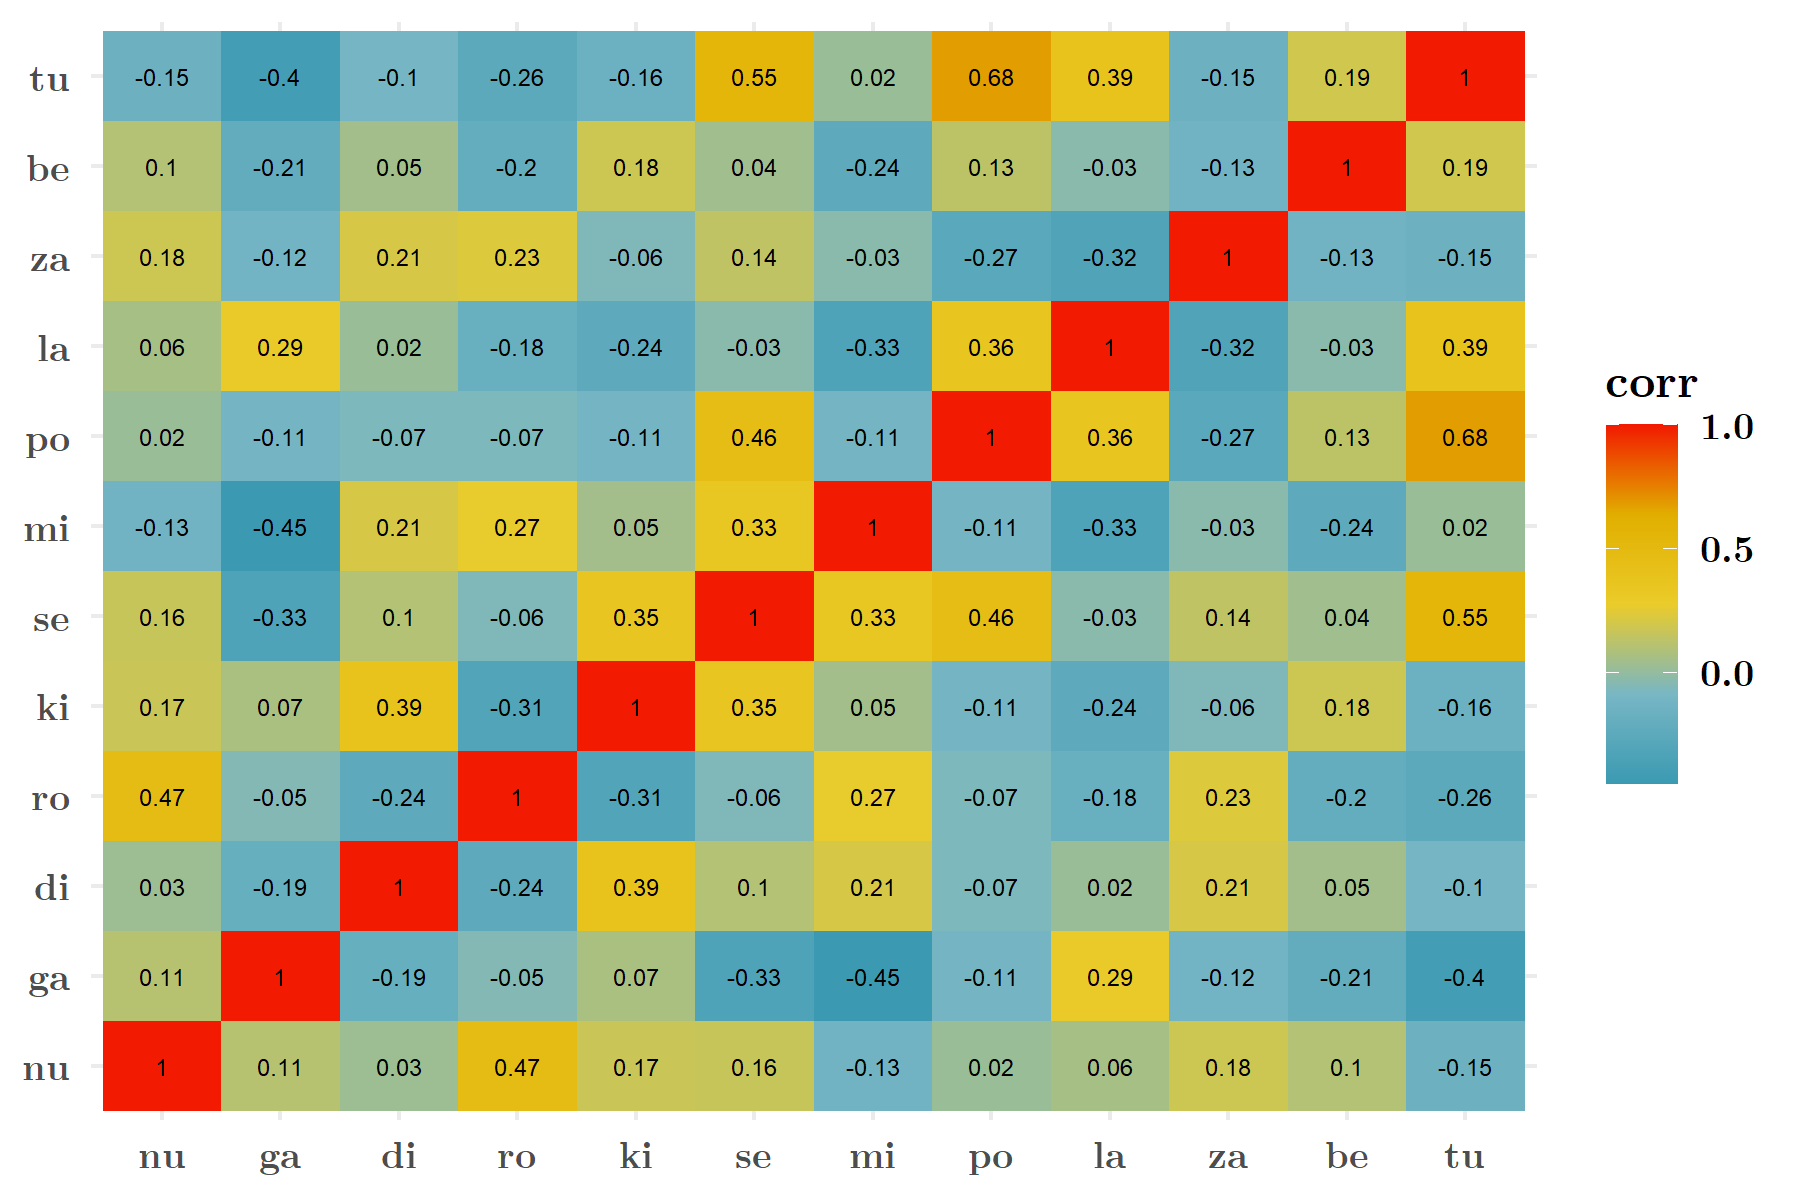 tu -0.15 -0.4 -0.1 -0.26 -0.16 0.55 0.02 0.68 0.39 -0.15 0.19 1
be 0.1 -0.21 0.05 -0.2 0.18 0.04 -0.24 0.13 -0.03 -0.13 1 0.19
za 0.18 -0.12 0.21 0.23 -0.06 0.14 -0.03 -0.27 -0.32 1 -0.13 -0.15
la 0.06 0.29 0.02 -0.18 -0.24 -0.03 -0.33 0.36 1 -0.32 -0.03 0.39
po 0.02 -0.11 -0.07 -0.07 -0.11 0.46 -0.11 1 0.36 -0.27 0.13 0.68
mi -0.13 -0.45 0.21 0.27 0.05 0.33 1 -0.11 -0.33 -0.03 -0.24 0.02
se 0.16 -0.33 0.1 -0.06 0.35 1 0.33 0.46 -0.03 0.14 0.04 0.55
ki 0.17 0.07 0.39 -0.31 1 0.35 0.05 -0.11 -0.24 -0.06 0.18 -0.16
ro 0.47 -0.05 -0.24 1 -0.31 -0.06 0.27 -0.07 -0.18 0.23 -0.2 -0.26
di 0.03 -0.19 1 -0.24 0.39 0.1 0.21 -0.07 0.02 0.21 0.05 -0.1
ga 0.11 1 -0.19 -0.05 0.07 -0.33 -0.45 -0.11 0.29 -0.12 -0.21 -0.4
nu 1 0.11 0.03 0.47 0.17 0.16 -0.13 0.02 0.06 0.18 0.1 -0.15
nu ga di ro ki se mi po la za be tu
corr
1.0
0.5
0.0